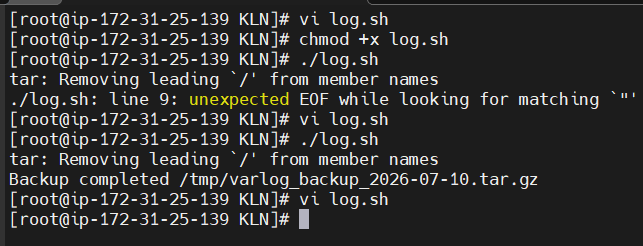 [root@ip-172-31-25-139 KLN]# vi log.sh
[root@ip-172-31-25-139 KLN]# chmod +x log.sh
[root@ip-172-31-25-139 KLN]# ./log.sh
tar: Removing leading `/' from member names
./log.sh: line 9: unexpected EOF while looking for matching `"'
[root@ip-172-31-25-139 KLN]# vi log.sh
[root@ip-172-31-25-139 KLN]# ./log.sh
tar: Removing leading `/' from member names
Backup completed /tmp/varlog_backup_2026-07-10.tar.gz
[root@ip-172-31-25-139 KLN]# vi log.sh
[root@ip-172-31-25-139 KLN]#